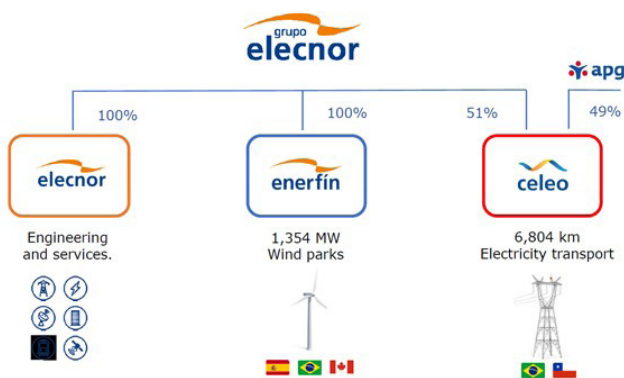 grupo
elecnor
apg
100%
100%
51%
49%
elecnor
enerfín
celeo
Engineering
and services.
1,354 MW
Wind parks
6,804 km
Electricity transport